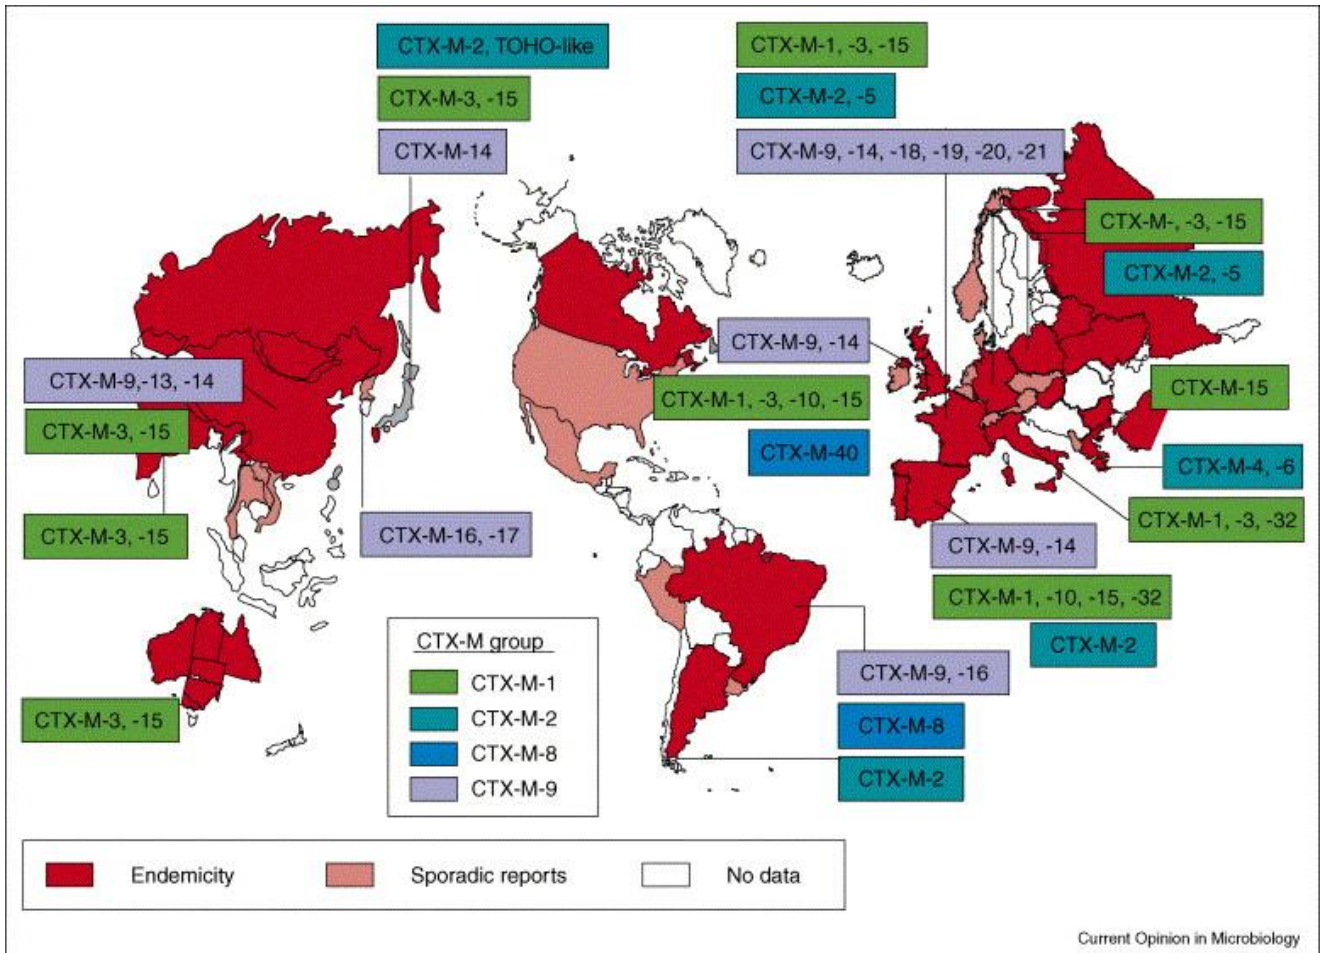 CTX-M-2, TOHO-like
CTX-M-3, -15
CTX-M-14
CTX-M-1, -3, -15
CTX-M-2, -5
CTX-M-9, -14, -18, -19, -20, -21
CTX-M-, -3, -15
CTX-M-2, -5
CTX-M-9, -14
CTX-M-1, -3, -10, -15
CTX-M-40
CTX-M-15
CTX-M-4, -6
CTX-M-1, -3, -32
CTX-M-9,-13, -14
CTX-M-3, -15
CTX-M-3, -15
CTX-M-16, -17
CTX-M-9, -14
CTX-M-1, -10, -15, -32
CTX-M-2
CTX-M-9, -16
CTX-M-8
CTX-M-2
CTX-M-3, -15
CTX-M group
CTX-M-1
CTX-M-2
CTX-M-8
CTX-M-9
Endemicity
Sporadic reports
No data
Current Opinion in Microbiology